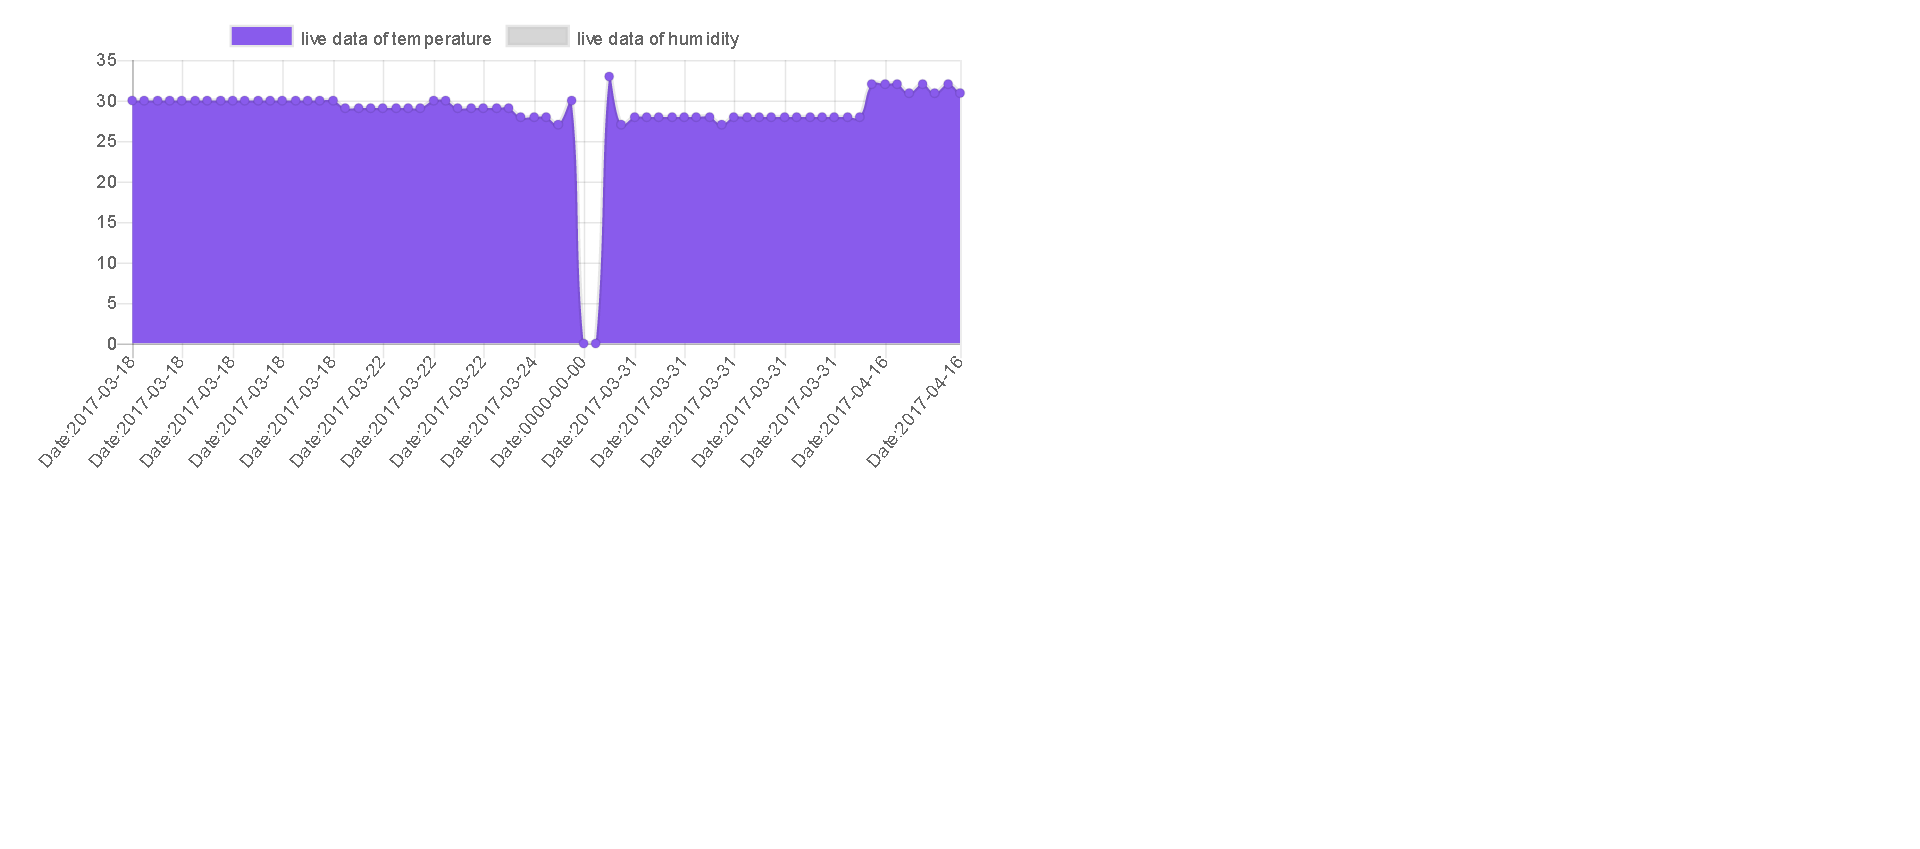 live data of temperature live data of humidity
35
30
25
20
15
10
5
0
Date:2017-03-18
Date:2017-03-18
Date:2017-03-18
Date:2017-03-18
Date:2017-03-18
Date:2017-03-22
Date:2017-03-22
Date:2017-03-22
Date:2017-03-24
Date:0000-00-00
Date:2017-03-31
Date:2017-03-31
Date:2017-03-31
Date:2017-03-31
Date:2017-03-31
Date:2017-04-16
Date:2017-04-16